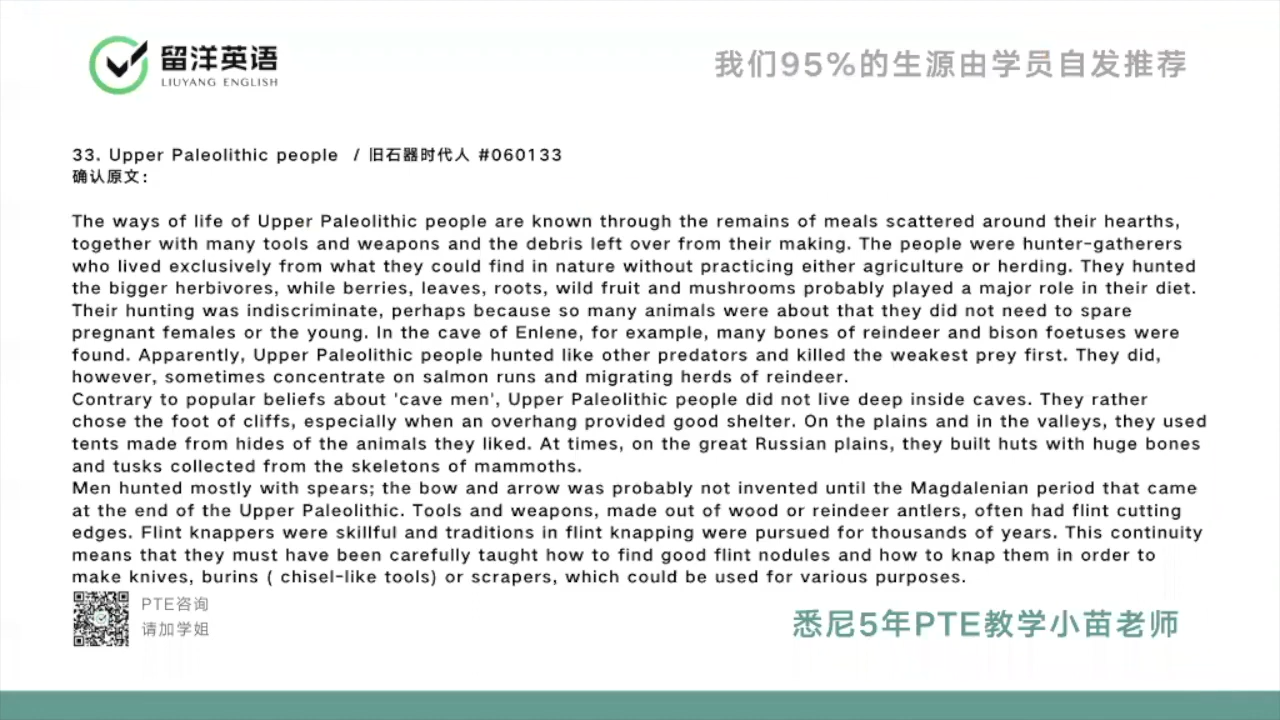 留洋英语
LIUYANG ENGLISH
我们95%的生源由学员自发推荐
33. Upper Paleolithic people / 旧石器时代人 #060133
确认原文：
The ways of life of Upper Paleolithic people are known through the remains of meals scattered around their hearths,
together with many tools and weapons and the debris left over from their making. The people were hunter-gatherers
who lived exclusively from what they could find in nature without practicing either agriculture or herding. They hunted
the bigger herbivores, while berries, leaves, roots, wild fruit and mushrooms probably played a major role in their diet.
Their hunting was indiscriminate, perhaps because so many animals were about that they did not need to spare
pregnant females or the young. In the cave of Enlene, for example, many bones of reindeer and bison foetuses were
found. Apparently, Upper Paleolithic people hunted like other predators and killed the weakest prey first. They did,
however, sometimes concentrate on salmon runs and migrating herds of reindeer.
Contrary to popular beliefs about 'cave men', Upper Paleolithic people did not live deep inside caves. They rather
chose the foot of cliffs, especially when an overhang provided good shelter. On the plains and in the valleys, they used
tents made from hides of the animals they liked. At times, on the great Russian plains, they built huts with huge bones
and tusks collected from the skeletons of mammoths.
Men hunted mostly with spears; the bow and arrow was probably not invented until the Magdalenian period that came
at the end of the Upper Paleolithic. Tools and weapons, made out of wood or reindeer antlers, often had flint cutting
edges. Flint knappers were skillful and traditions in flint knapping were pursued for thousands of years. This continuity
means that they must have been carefully taught how to find good flint nodules and how to knap them in order to
make knives, burins ( chisel-like tools) or scrapers, which could be used for various purposes.
PTE咨询
请加学姐
悉尼5年PTE教学小苗老师